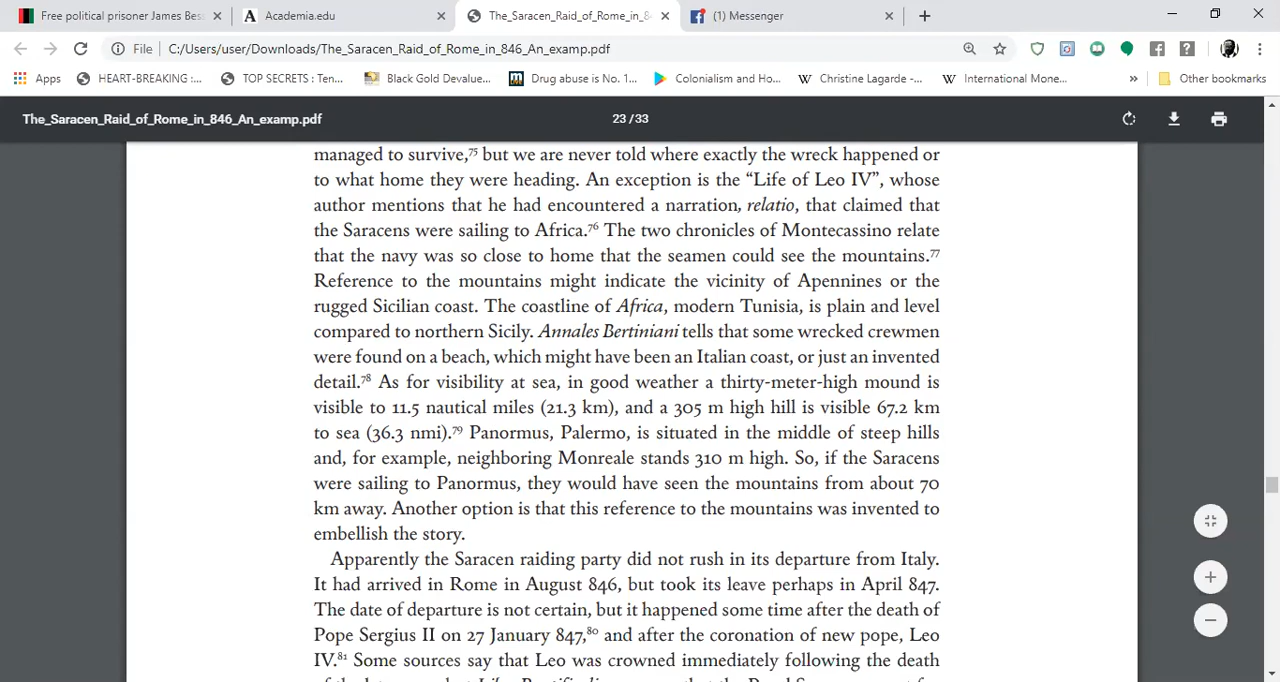 Free political prisoner James Bes
Academia.edu
The_Saracen_Raid_of_Rome_in_8
(1) Messenger
File
C:/Users/user/Downloads/The_Saracen_Raid_of_Rome_in_846_An_examp.pdf
Apps
HEART-BREAKING :...
TOP SECRETS : Ten...
Black Gold Devalue...
Drug abuse is No. 1...
Colonialism and Ho...
Christine Lagarde -...
International Mone...
»
Other bookmarks
The_Saracen_Raid_of_Rome_in_846_An_examp.pdf
23 / 33
managed to survive,⁷⁵ but we are never told where exactly the wreck happened or
to what home they were heading. An exception is the “Life of Leo IV”, whose
author mentions that he had encountered a narration, relatio, that claimed that
the Saracens were sailing to Africa.⁷⁶ The two chronicles of Montecassino relate
that the navy was so close to home that the seamen could see the mountains.⁷⁷
Reference to the mountains might indicate the vicinity of Apennines or the
rugged Sicilian coast. The coastline of Africa, modern Tunisia, is plain and level
compared to northern Sicily. Annales Bertiniani tells that some wrecked crewmen
were found on a beach, which might have been an Italian coast, or just an invented
detail.⁷⁸ As for visibility at sea, in good weather a thirty-meter-high mound is
visible to 11.5 nautical miles (21.3 km), and a 305 m high hill is visible 67.2 km
to sea (36.3 nmi).⁷⁹ Panormus, Palermo, is situated in the middle of steep hills
and, for example, neighboring Monreale stands 310 m high. So, if the Saracens
were sailing to Panormus, they would have seen the mountains from about 70
km away. Another option is that this reference to the mountains was invented to
embellish the story.
Apparently the Saracen raiding party did not rush in its departure from Italy.
It had arrived in Rome in August 846, but took its leave perhaps in April 847.
The date of departure is not certain, but it happened some time after the death of
Pope Sergius II on 27 January 847,⁸⁰ and after the coronation of new pope, Leo
IV.⁸¹ Some sources say that Leo was crowned immediately following the death